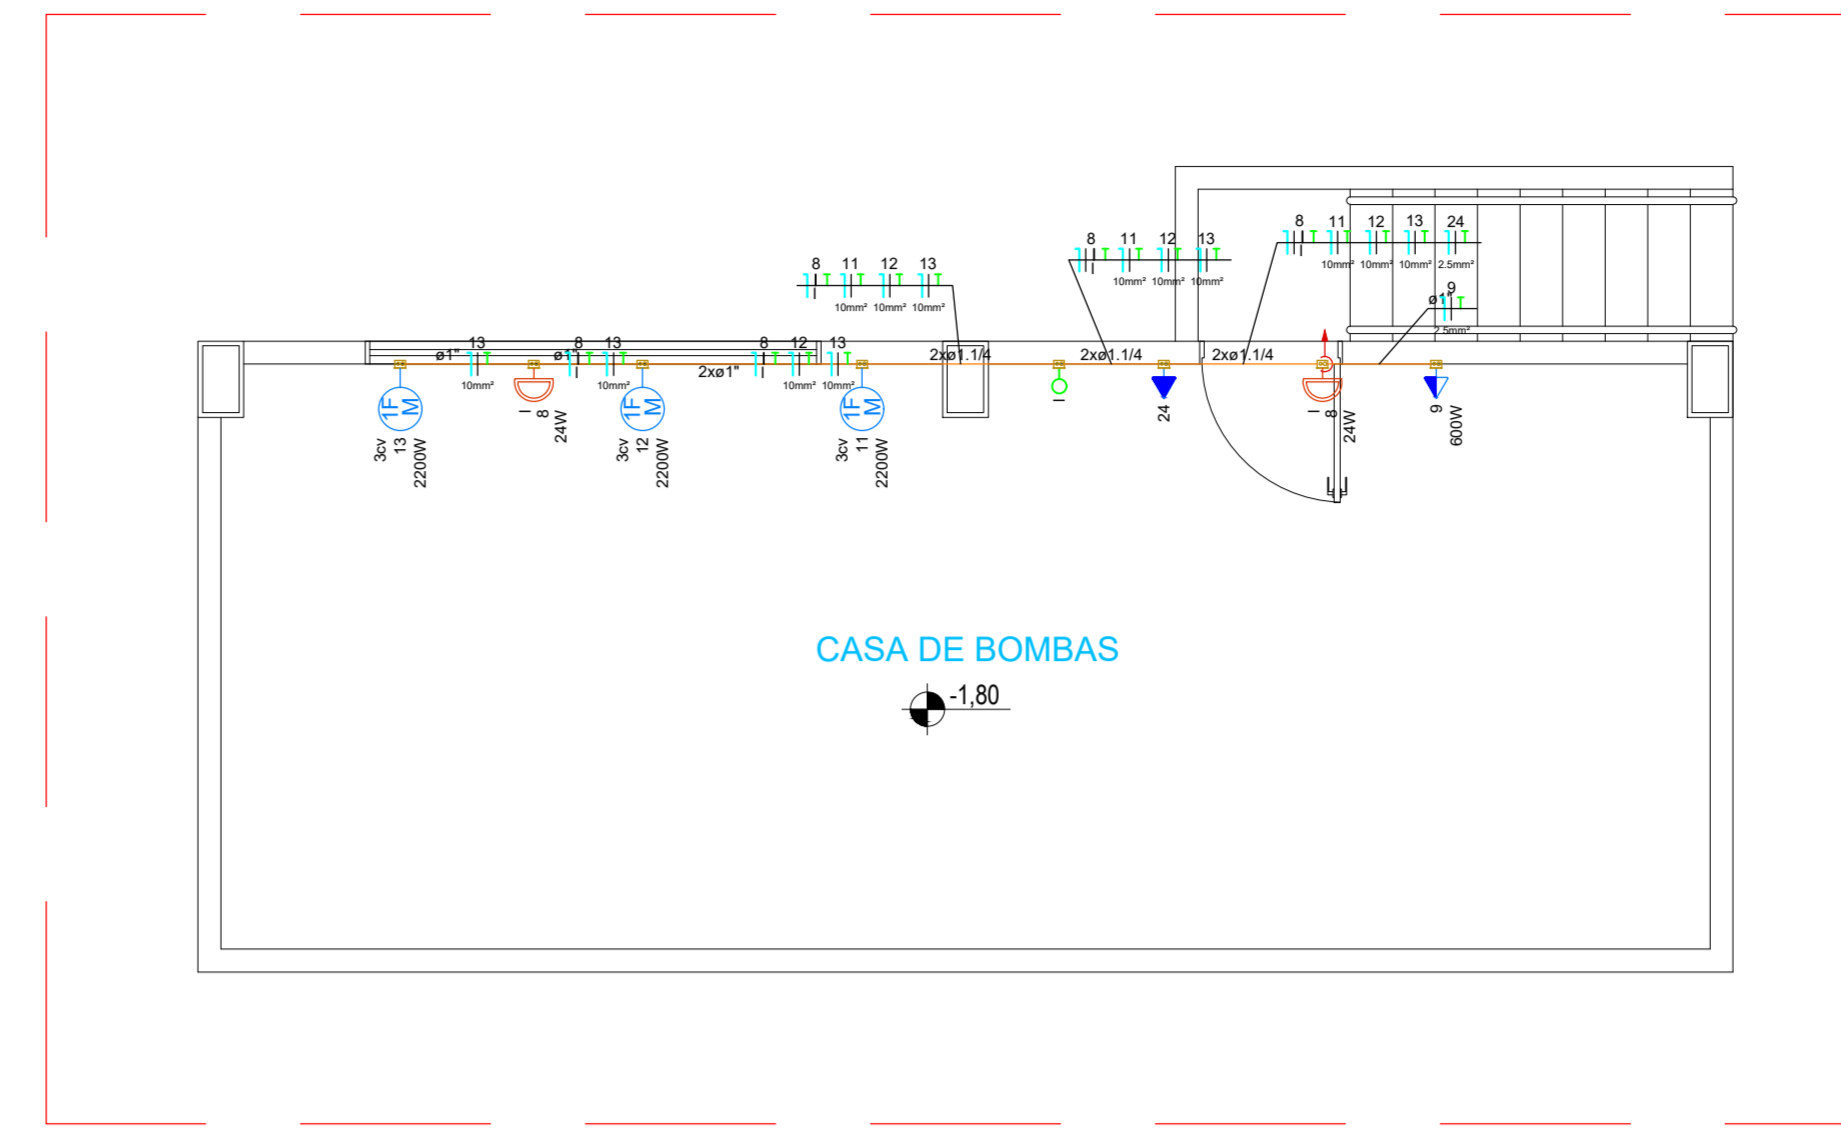 8 11 12 13 24
10mm² 10mm² 10mm² 2.5mm²
8 11 12 13
10mm² 10mm² 10mm²
8 11 12 13
10mm² 10mm² 10mm²
9
ø1"
2.5mm²
13
ø1"
10mm²
8 13
ø1"
10mm²
8 12 13
2xø1"
10mm² 10mm²
2xø1.1/4
2xø1.1/4
2xø1.1/4
1F
M
3cv
13
2200W
I
8
24W
1F
M
3cv
12
2200W
1F
M
3cv
11
2200W
I
24
I
8
24W
9
600W
CASA DE BOMBAS
-1,80